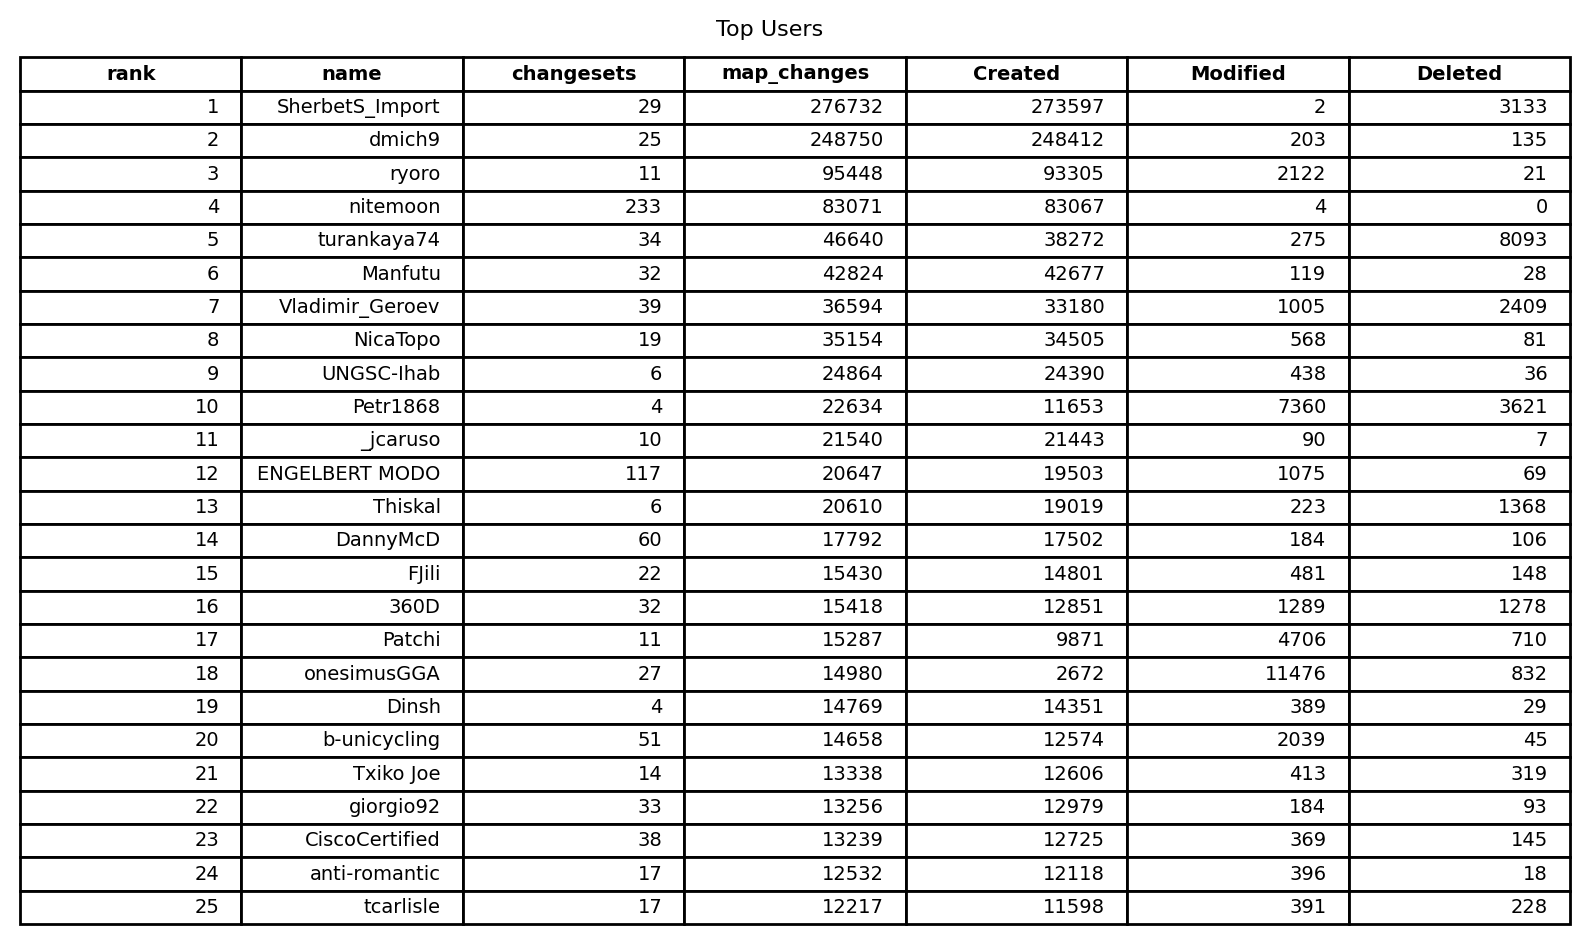 Top Users
rank name changesets map_changes Created Modified Deleted
1 SherbetS_Import 29 276732 273597 2 3133
2 dmich9 25 248750 248412 203 135
3 ryoro 11 95448 93305 2122 21
4 nitemoon 233 83071 83067 4 0
5 turankaya74 34 46640 38272 275 8093
6 Manfutu 32 42824 42677 119 28
7 Vladimir_Geroev 39 36594 33180 1005 2409
8 NicaTopo 19 35154 34505 568 81
9 UNGSC-Ihab 6 24864 24390 438 36
10 Petr1868 4 22634 11653 7360 3621
11 _jcaruso 10 21540 21443 90 7
12 ENGELBERT MODO 117 20647 19503 1075 69
13 Thiskal 6 20610 19019 223 1368
14 DannyMcD 60 17792 17502 184 106
15 FJili 22 15430 14801 481 148
16 360D 32 15418 12851 1289 1278
17 Patchi 11 15287 9871 4706 710
18 onesimusGGA 27 14980 2672 11476 832
19 Dinsh 4 14769 14351 389 29
20 b-unicycling 51 14658 12574 2039 45
21 Txiko Joe 14 13338 12606 413 319
22 giorgio92 33 13256 12979 184 93
23 CiscoCertified 38 13239 12725 369 145
24 anti-romantic 17 12532 12118 396 18
25 tcarlisle 17 12217 11598 391 228